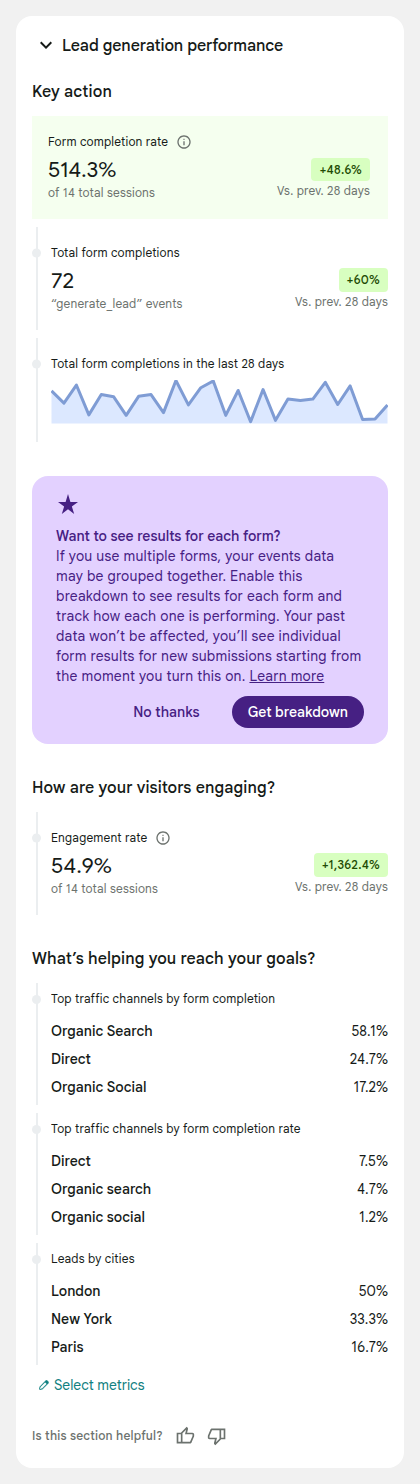 Lead generation performance
Key action
Form completion rate
514.3%
+48.6%
of 14 total sessions
Vs. prev. 28 days
Total form completions
72
+60%
“generate_lead” events
Vs. prev. 28 days
Total form completions in the last 28 days
Want to see results for each form?
If you use multiple forms, your events data
may be grouped together. Enable this
breakdown to see results for each form and
track how each one is performing. Your past
data won’t be affected, you’ll see individual
form results for new submissions starting from
the moment you turn this on. Learn more
No thanks
Get breakdown
How are your visitors engaging?
Engagement rate
54.9%
+1,362.4%
of 14 total sessions
Vs. prev. 28 days
What’s helping you reach your goals?
Top traffic channels by form completion
Organic Search 58.1%
Direct 24.7%
Organic Social 17.2%
Top traffic channels by form completion rate
Direct 7.5%
Organic search 4.7%
Organic social 1.2%
Leads by cities
London 50%
New York 33.3%
Paris 16.7%
Select metrics
Is this section helpful?